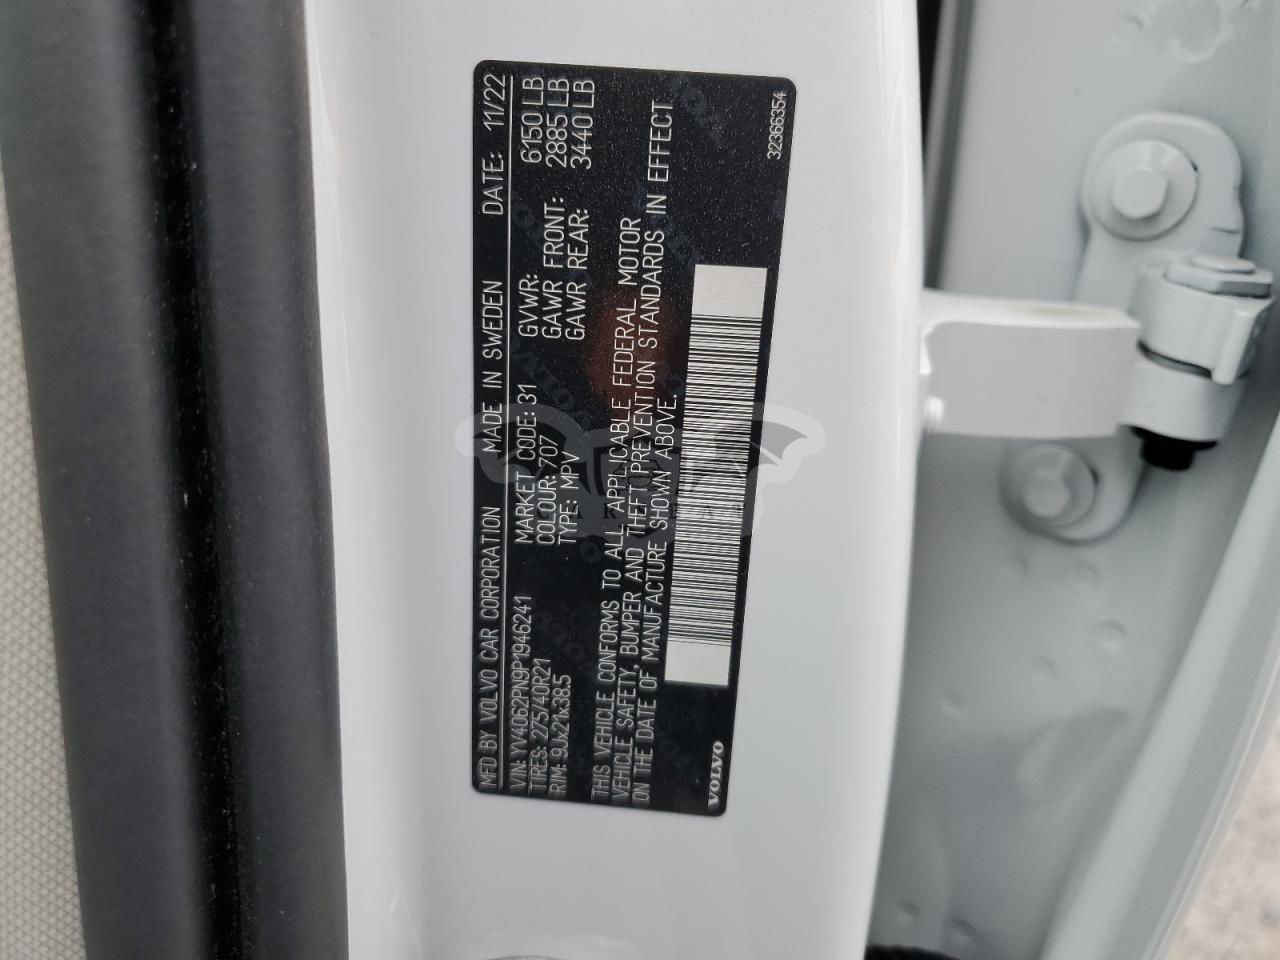 MFD BY VOLVO CAR CORPORATION MADE IN SWEDEN DATE: 11/22
VIN: YV4062PN9P1946241 MARKET CODE: 31 GVWR: 6150 LB
TIRES: 275/40R21 COLOUR: 707 GAWR FRONT: 2885 LB
RIM: 9Jx21x38.5 TYPE: MPV GAWR REAR: 3440 LB
THIS VEHICLE CONFORMS TO ALL APPLICABLE FEDERAL MOTOR
VEHICLE SAFETY, BUMPER AND THEFT PREVENTION STANDARDS IN EFFECT
ON THE DATE OF MANUFACTURE SHOWN ABOVE.
VOLVO
32366354